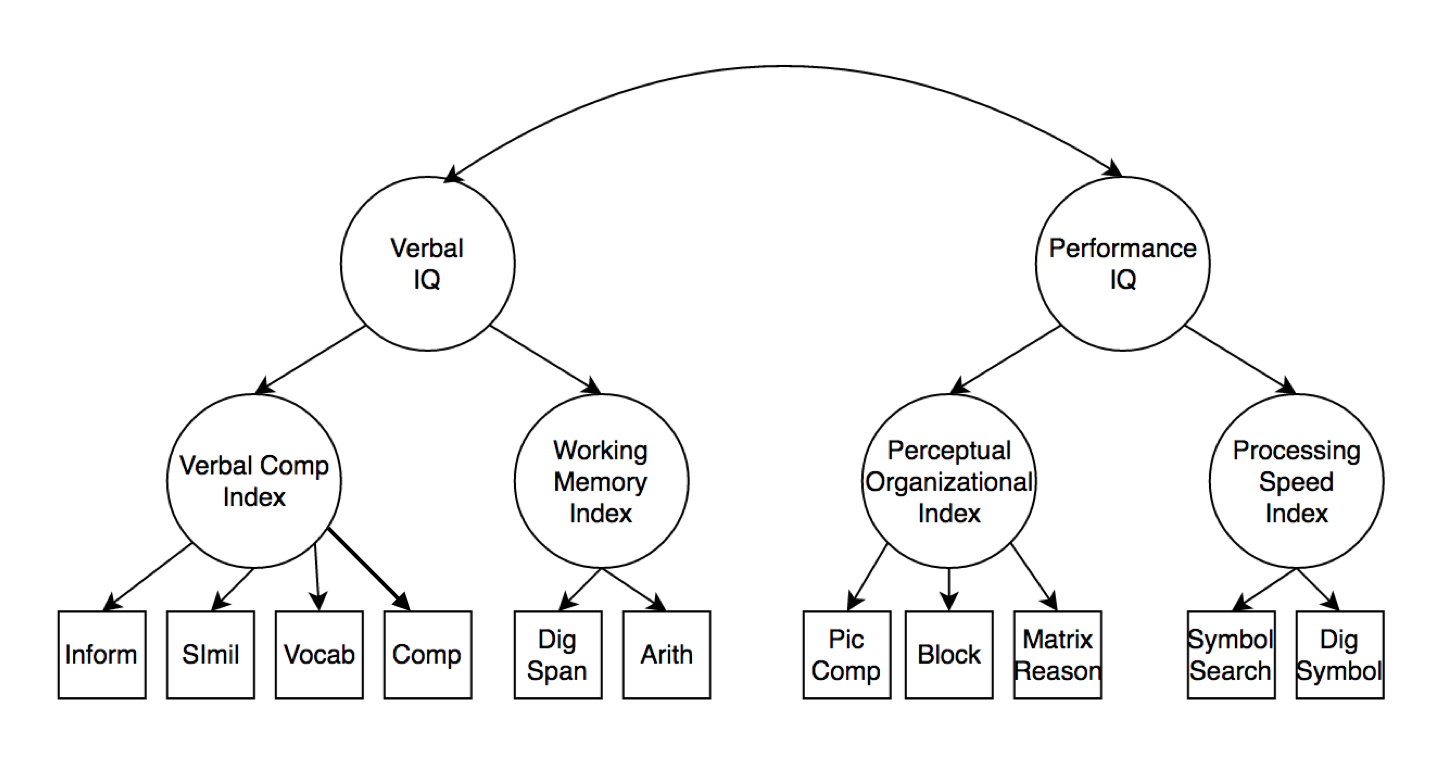 Verbal
IQ
Performance
IQ
Verbal Comp
Index
Working
Memory
Index
Perceptual
Organizational
Index
Processing
Speed
Index
Inform
SImil
Vocab
Comp
Dig
Span
Arith
Pic
Comp
Block
Matrix
Reason
Symbol
Search
Dig
Symbol